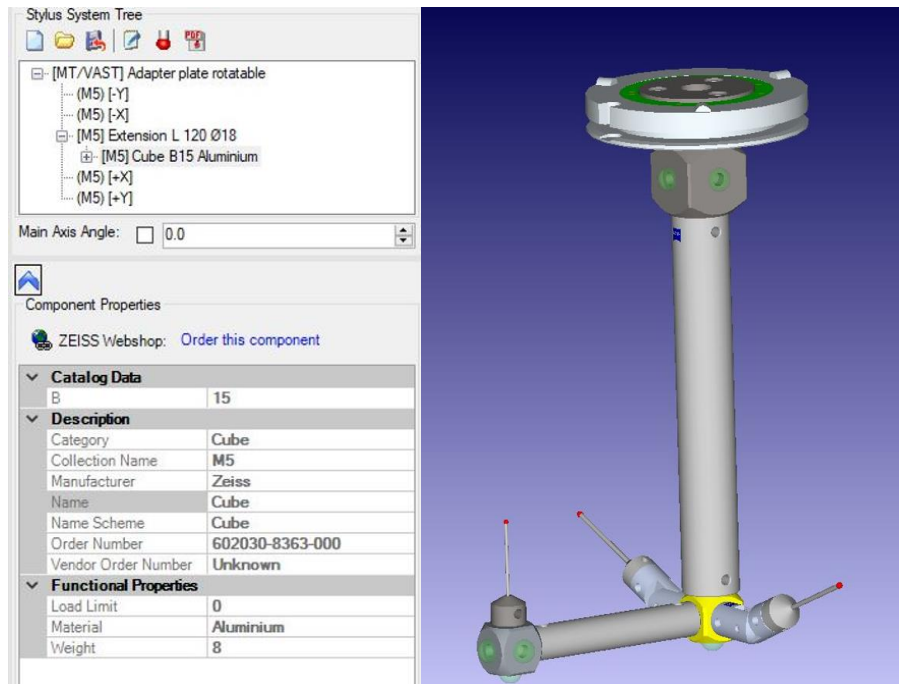 Stylus System Tree
PDF
[MT/VAST] Adapter plate rotatable
(M5) [-Y]
(M5) [-X]
[M5] Extension L 120 Ø18
[M5] Cube B15 Aluminium
(M5) [+X]
(M5) [+Y]
Main Axis Angle: 0.0
Component Properties
ZEISS Webshop: Order this component
Catalog Data
B 15
Description
Category Cube
Collection Name M5
Manufacturer Zeiss
Name Cube
Name Scheme Cube
Order Number 602030-8363-000
Vendor Order Number Unknown
Functional Properties
Load Limit 0
Material Aluminium
Weight 8